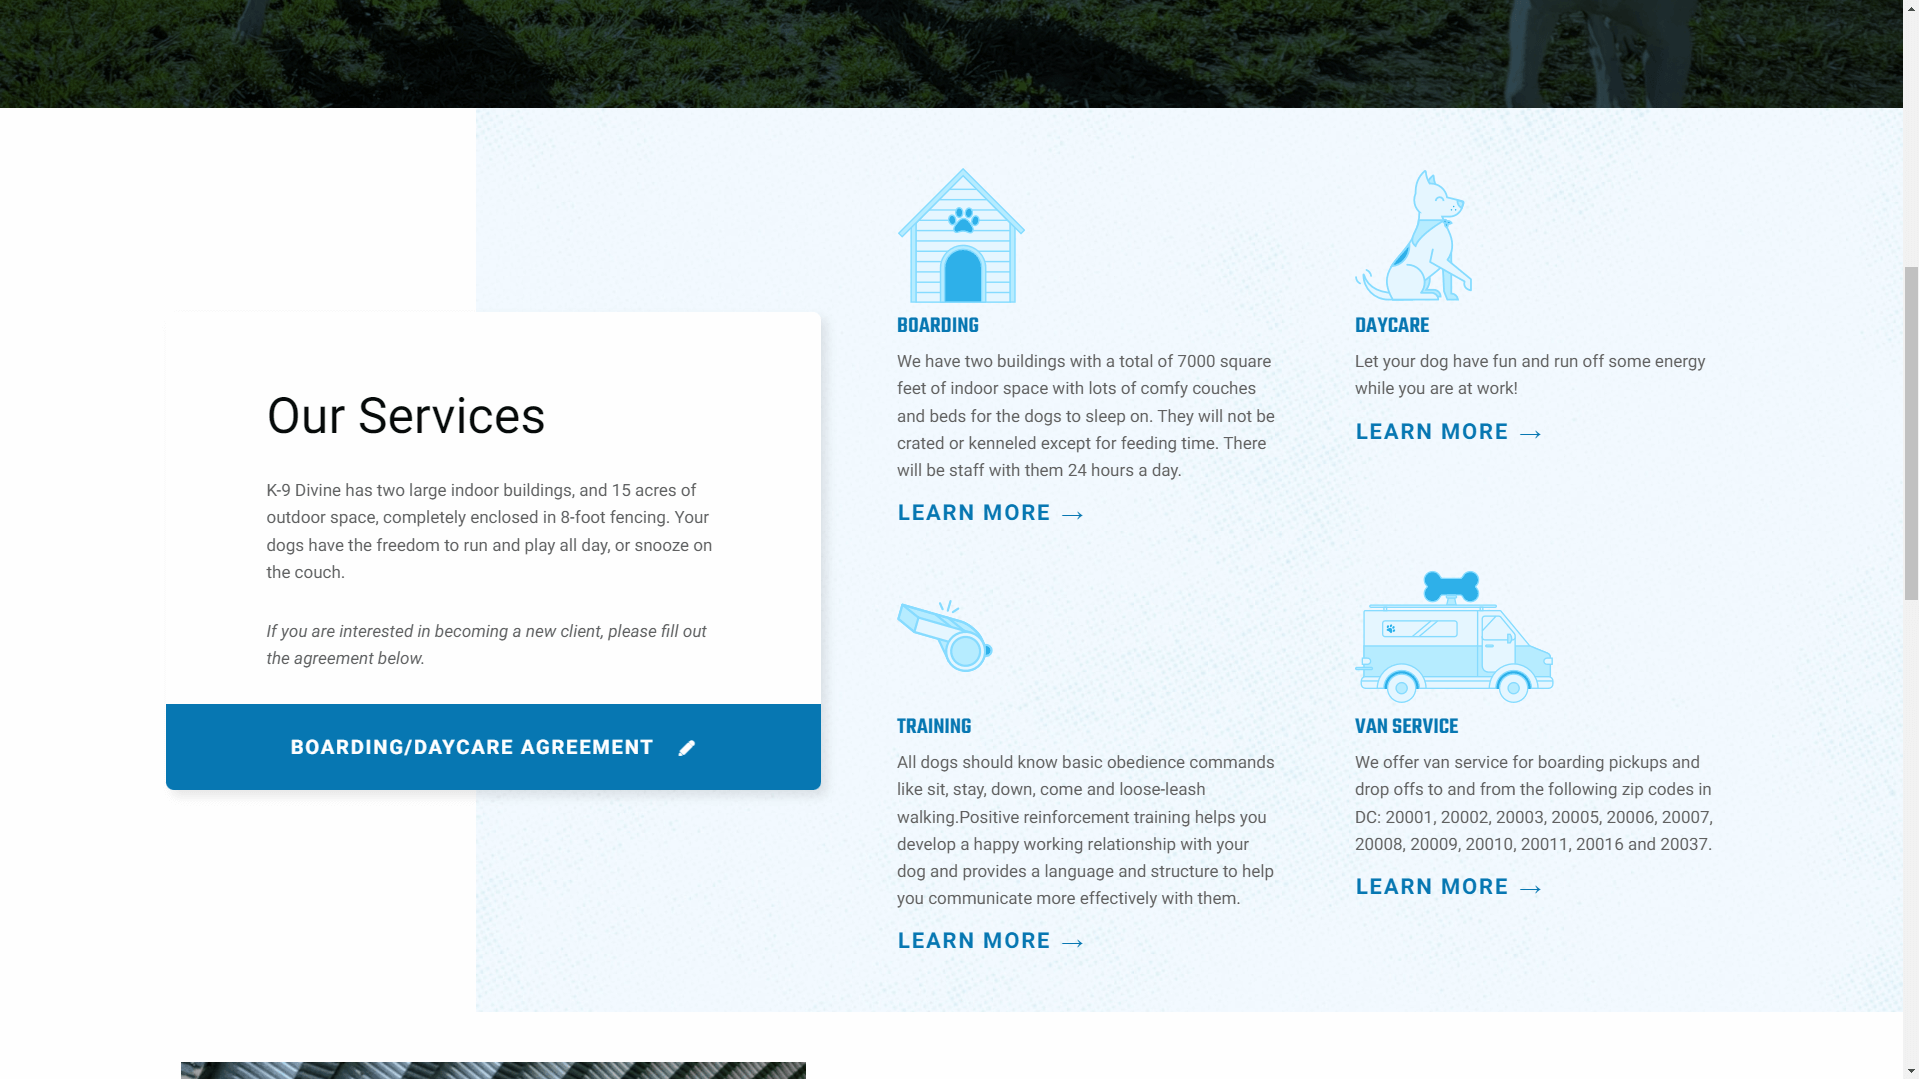 Our Services
K-9 Divine has two large indoor buildings, and 15 acres of
outdoor space, completely enclosed in 8-foot fencing. Your
dogs have the freedom to run and play all day, or snooze on
the couch.
If you are interested in becoming a new client, please fill out
the agreement below.
BOARDING/DAYCARE AGREEMENT
BOARDING
We have two buildings with a total of 7000 square
feet of indoor space with lots of comfy couches
and beds for the dogs to sleep on. They will not be
crated or kenneled except for feeding time. There
will be staff with them 24 hours a day.
LEARN MORE →
DAYCARE
Let your dog have fun and run off some energy
while you are at work!
LEARN MORE →
TRAINING
All dogs should know basic obedience commands
like sit, stay, down, come and loose-leash
walking.Positive reinforcement training helps you
develop a happy working relationship with your
dog and provides a language and structure to help
you communicate more effectively with them.
LEARN MORE →
VAN SERVICE
We offer van service for boarding pickups and
drop offs to and from the following zip codes in
DC: 20001, 20002, 20003, 20005, 20006, 20007,
20008, 20009, 20010, 20011, 20016 and 20037.
LEARN MORE →